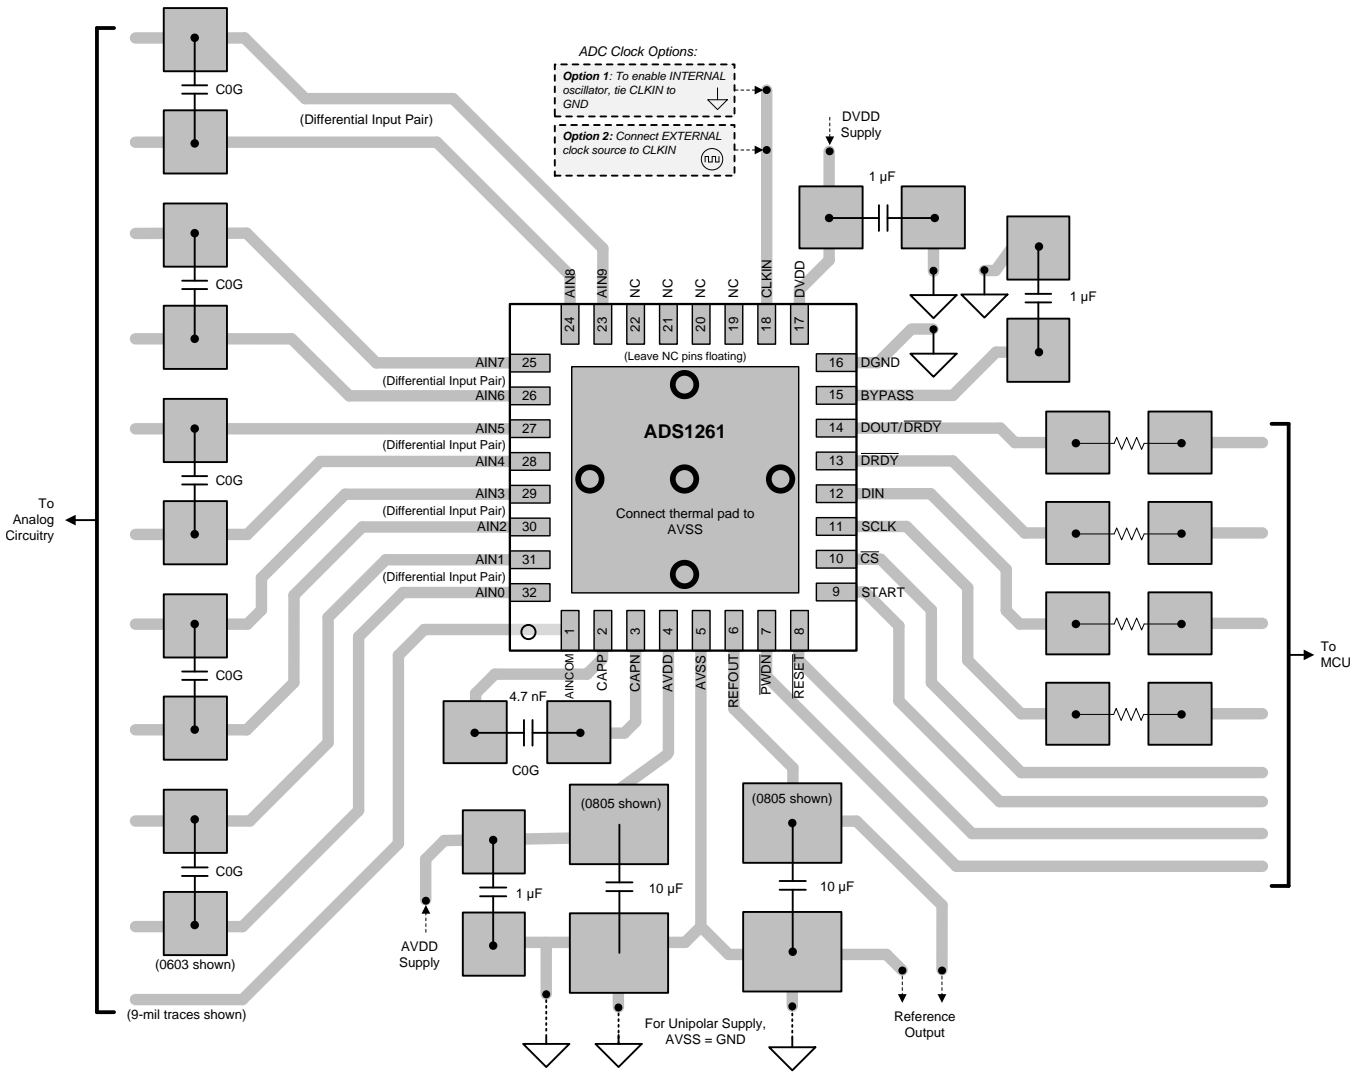 ADC Clock Options:
Option 1: To enable INTERNAL
oscillator, tie CLKIN to
GND
Option 2: Connect EXTERNAL
clock source to CLKIN
C0G
(Differential Input Pair)
DVDD
Supply
1 µF
1 µF
C0G
AIN8
AIN9
NC
NC
NC
NC
CLKIN
DVDD
24
23
22
21
20
19
18
17
(Leave NC pins floating)
AIN7
25
(Differential Input Pair)
AIN6
26
AIN5
27
(Differential Input Pair)
AIN4
28
AIN3
29
(Differential Input Pair)
AIN2
30
AIN1
31
(Differential Input Pair)
AIN0
32
16
DGND
15
BYPASS
14
DOUT/DRDY
13
DRDY
12
DIN
11
SCLK
10
CS
9
START
ADS1261
Connect thermal pad to
AVSS
C0G
To
Analog
Circuitry
To
MCU
1
2
3
4
5
6
7
8
AINCOM
CAPP
CAPN
AVDD
AVSS
REFOUT
PWDN
RESET
C0G
4.7 nF
C0G
(0805 shown)
(0805 shown)
C0G
1 µF
10 µF
10 µF
AVDD
Supply
(0603 shown)
(9-mil traces shown)
For Unipolar Supply,
AVSS = GND
Reference
Output